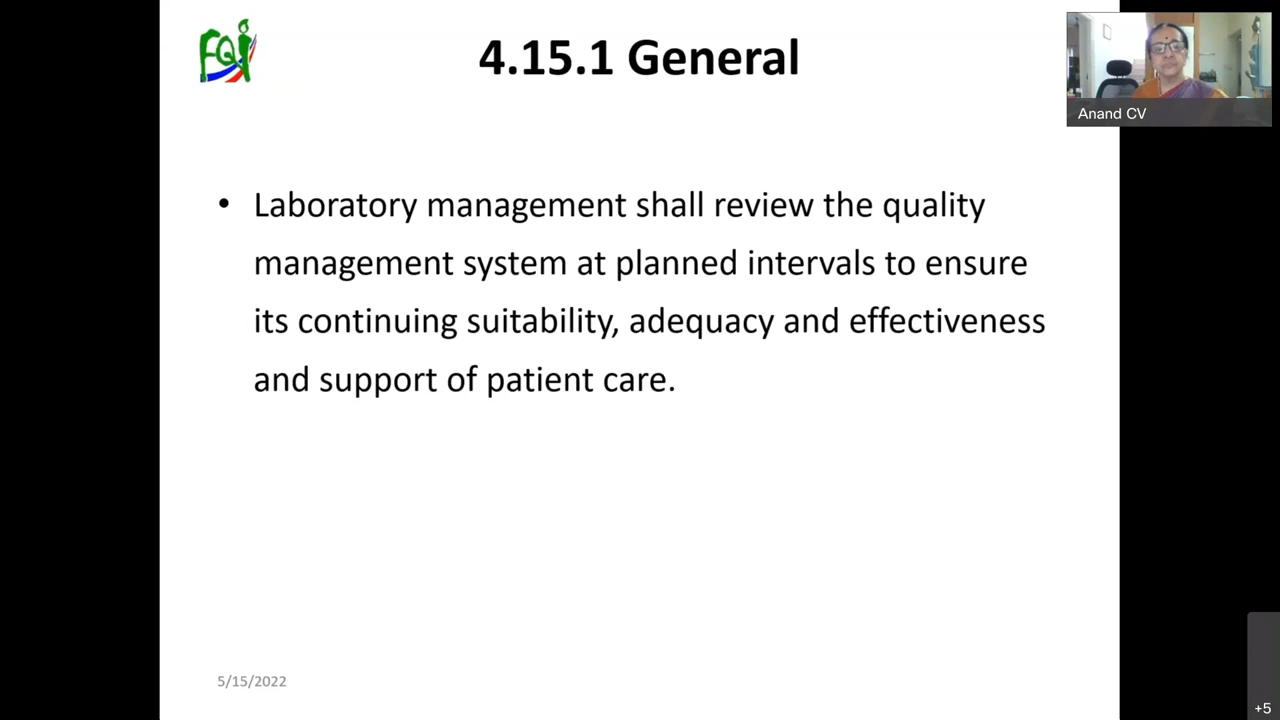 FQi
4.15.1 General
Anand CV
• Laboratory management shall review the quality
management system at planned intervals to ensure
its continuing suitability, adequacy and effectiveness
and support of patient care.
5/15/2022
+5